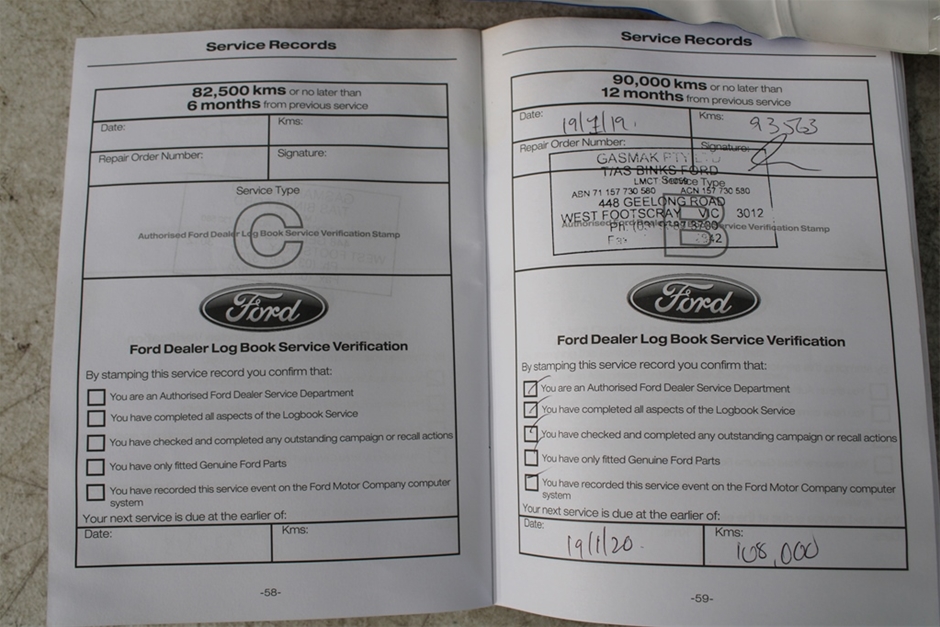 Service Records
82,500 kms or no later than
6 months from previous service
Date:
Kms:
Repair Order Number:
Signature:
Service Type
C
Authorised Ford Dealer Log Book Service Verification Stamp
Ford
Ford Dealer Log Book Service Verification
By stamping this service record you confirm that:
You are an Authorised Ford Dealer Service Department
You have completed all aspects of the Logbook Service
You have checked and completed any outstanding campaign or recall actions
You have only fitted Genuine Ford Parts
You have recorded this service event on the Ford Motor Company computer
system
Your next service is due at the earlier of:
Date:
Kms:
-58-
Service Records
90,000 kms or no later than
12 months from previous service
Date: 19/7/19.
Kms: 93,563
Repair Order Number:
Signature:
GASMAK PTY LTD
T/AS BINKS FORD
LMCT
Service Type
ABN 71 157 730 580 ACN 157 730 580
448 GEELONG ROAD
WEST FOOTSCRAY VIC 3012
B
Authorised Ford Service Verification Stamp
Ford
Ford Dealer Log Book Service Verification
By stamping this service record you confirm that:
You are an Authorised Ford Dealer Service Department
You have completed all aspects of the Logbook Service
You have checked and completed any outstanding campaign or recall actions
You have only fitted Genuine Ford Parts
You have recorded this service event on the Ford Motor Company computer
system
Your next service is due at the earlier of:
Date: 19/1/20.
Kms: 108,000
-59-